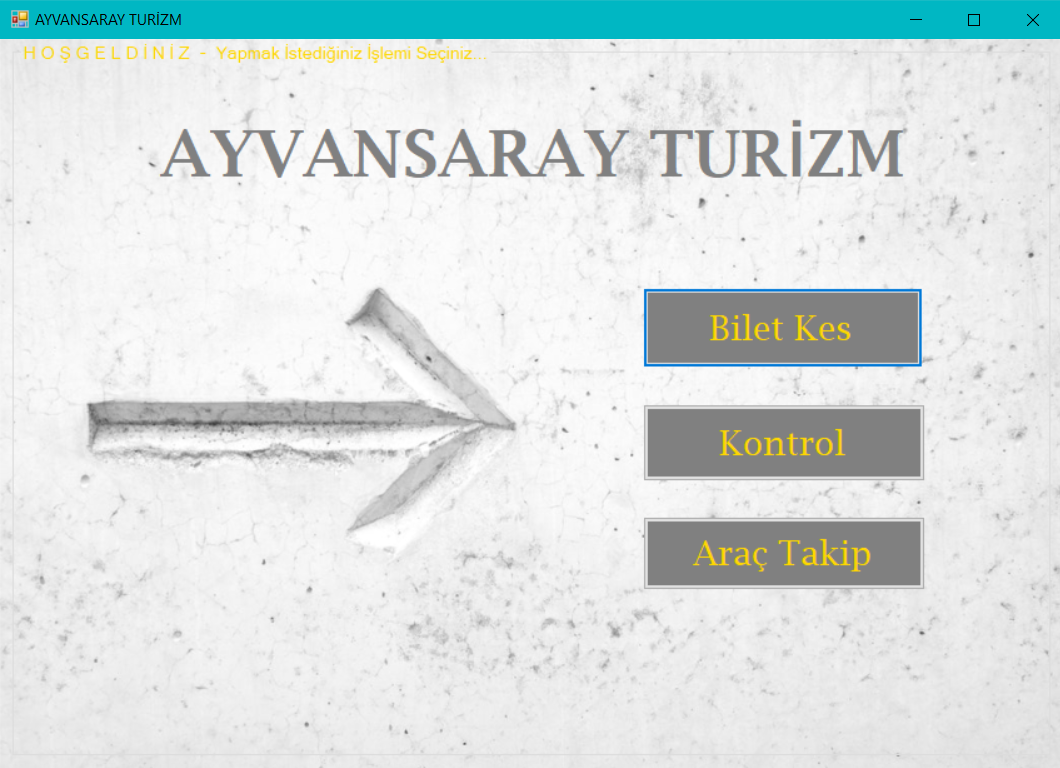 AYVANSARAY TURİZM
H O Ş G E L D İ N İ Z - Yapmak İstediğiniz İşlemi Seçiniz...
AYVANSARAY TURİZM
Bilet Kes
Kontrol
Araç Takip